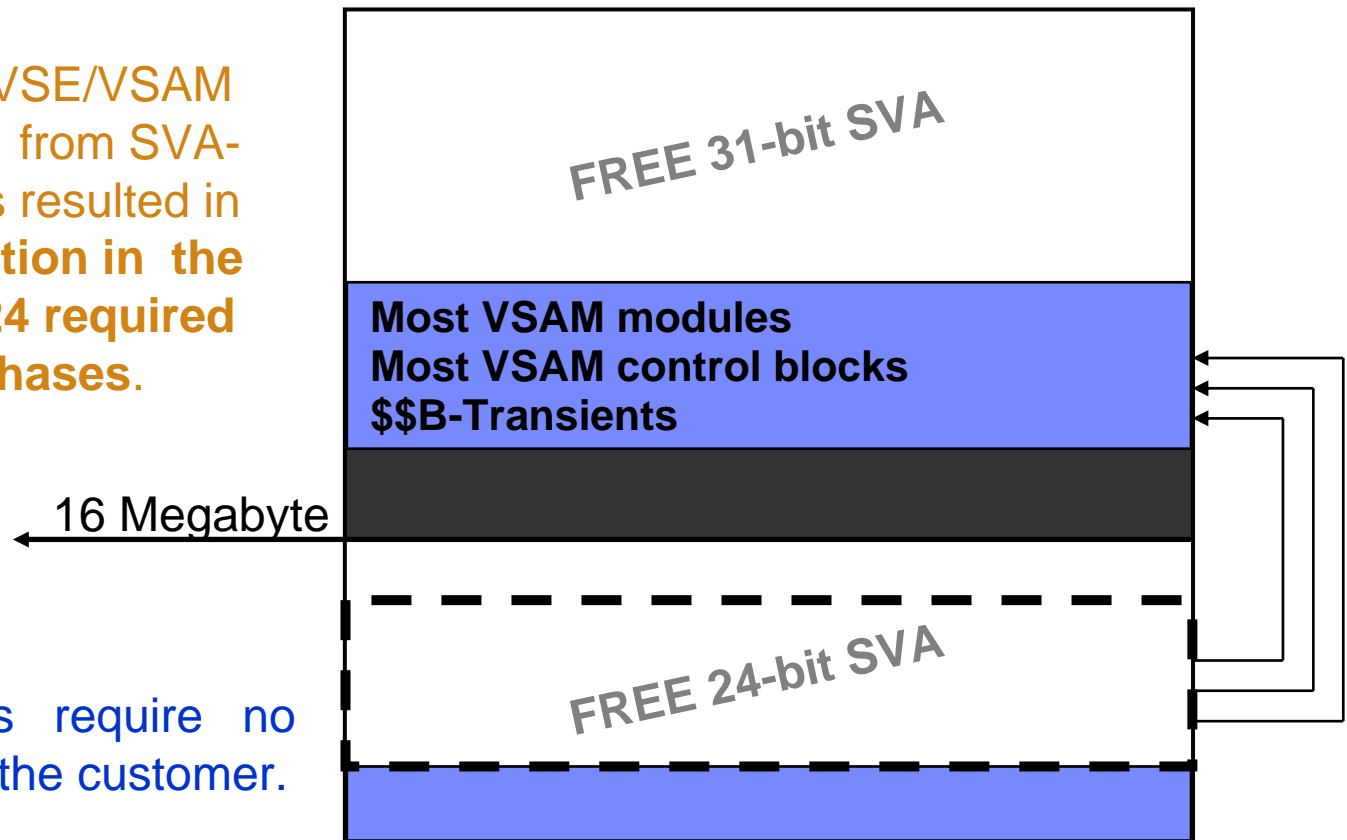 VSE/VSAM
from SVA-
s resulted in
tion in the
24 required
hases.
16 Megabyte
s require no
the customer.
FREE 31-bit SVA
Most VSAM modules
Most VSAM control blocks
$$B-Transients
FREE 24-bit SVA